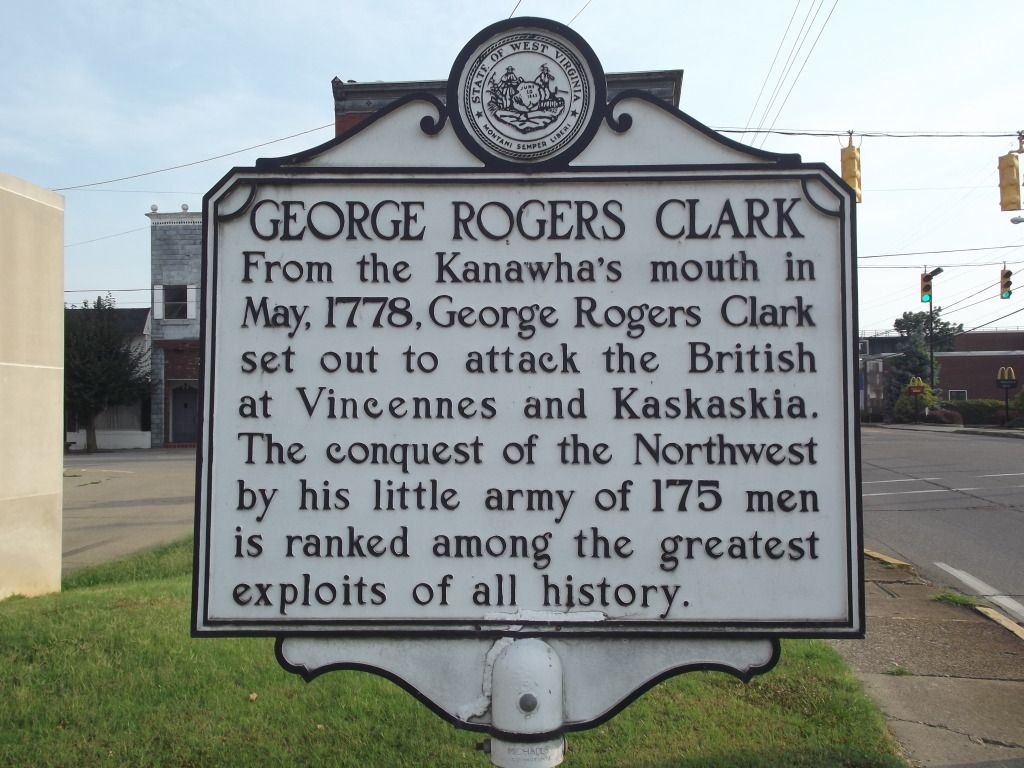 STATE OF WEST VIRGINIA
MONTANI SEMPER LIBERI
GEORGE ROGERS CLARK
From the Kanawha's mouth in
May, 1778, George Rogers Clark
set out to attack the British
at Vincennes and Kaskaskia.
The conquest of the Northwest
by his little army of 175 men
is ranked among the greatest
exploits of all history.
MICHAELS